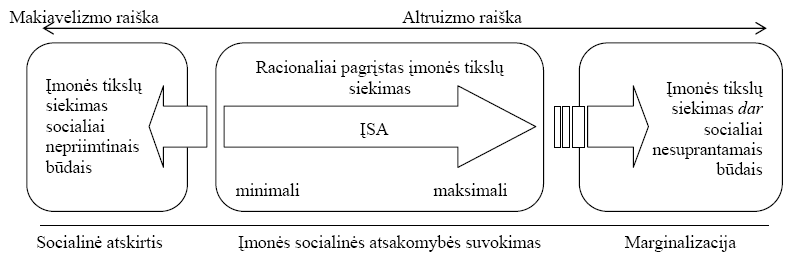 Makiavelizmo raiška
Altruizmo raiška
Įmonės tikslų
siekimas
socialiai
nepriimtinais
būdais
Racionaliai pagrįstas įmonės tikslų
siekimas
ĮSA
minimali
maksimali
Įmonės tikslų
siekimas dar
socialiai
nesuprantamais
būdais
Socialinė atskirtis
Įmonės socialinės atsakomybės suvokimas
Marginalizacija